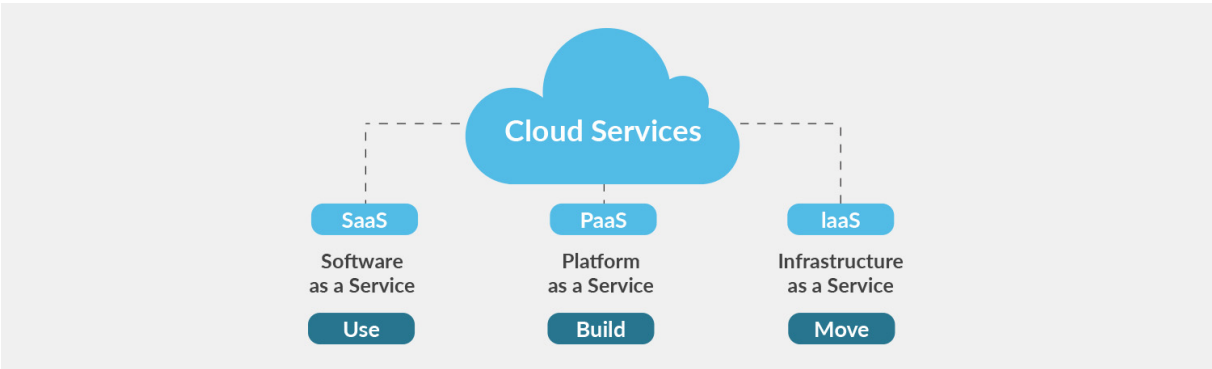 Cloud Services
SaaS
PaaS
IaaS
Software
as a Service
Platform
as a Service
Infrastructure
as a Service
Use
Build
Move